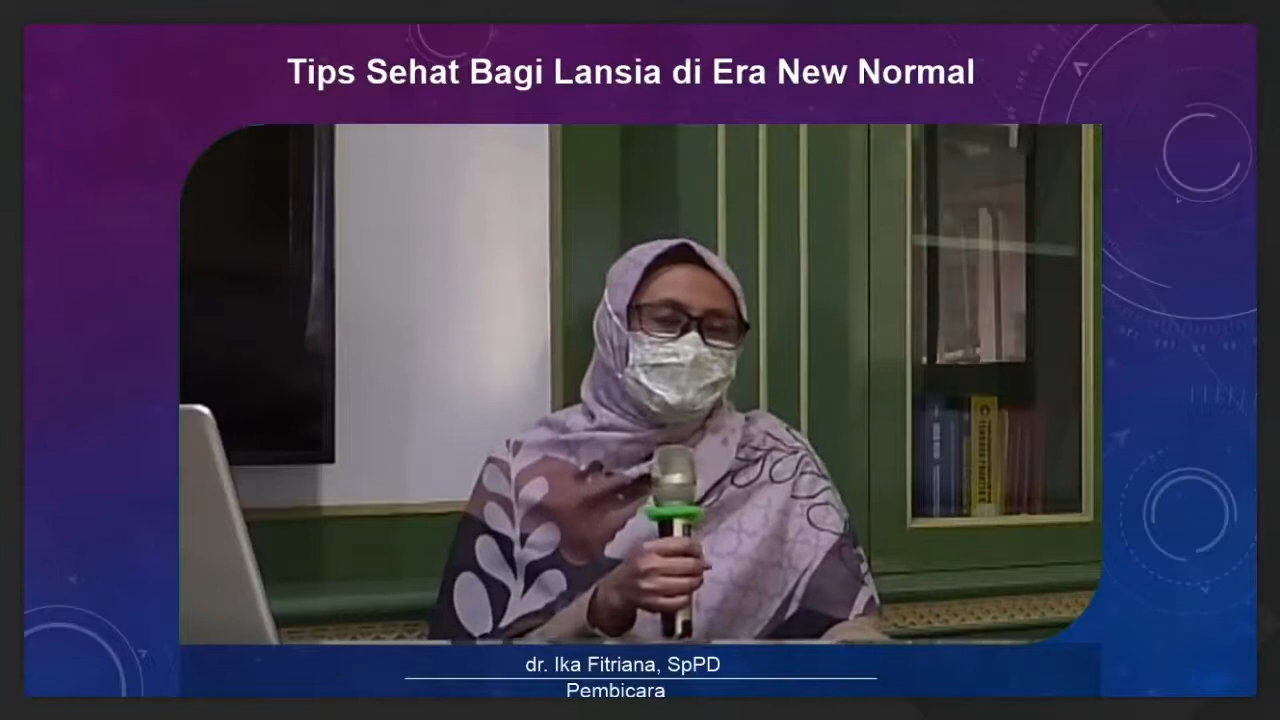 Tips Sehat Bagi Lansia di Era New Normal
dr. Ika Fitriana, SpPD
Pembicara